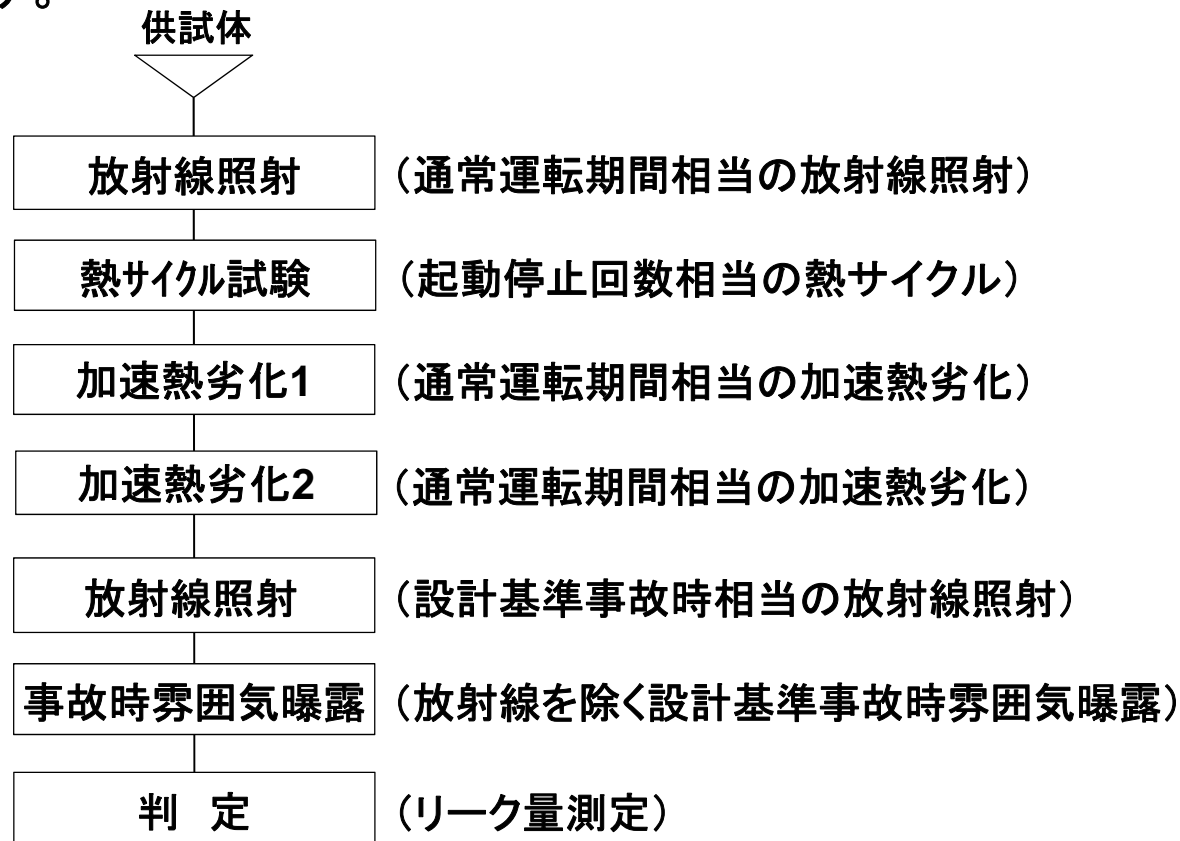 す。
供試体
放射線照射 (通常運転期間相当の放射線照射)
熱サイクル試験 (起動停止回数相当の熱サイクル)
加速熱劣化1 (通常運転期間相当の加速熱劣化)
加速熱劣化2 (通常運転期間相当の加速熱劣化)
放射線照射 (設計基準事故時相当の放射線照射)
事故時雰囲気曝露 (放射線を除く設計基準事故時雰囲気曝露)
判 定 (リーク量測定)